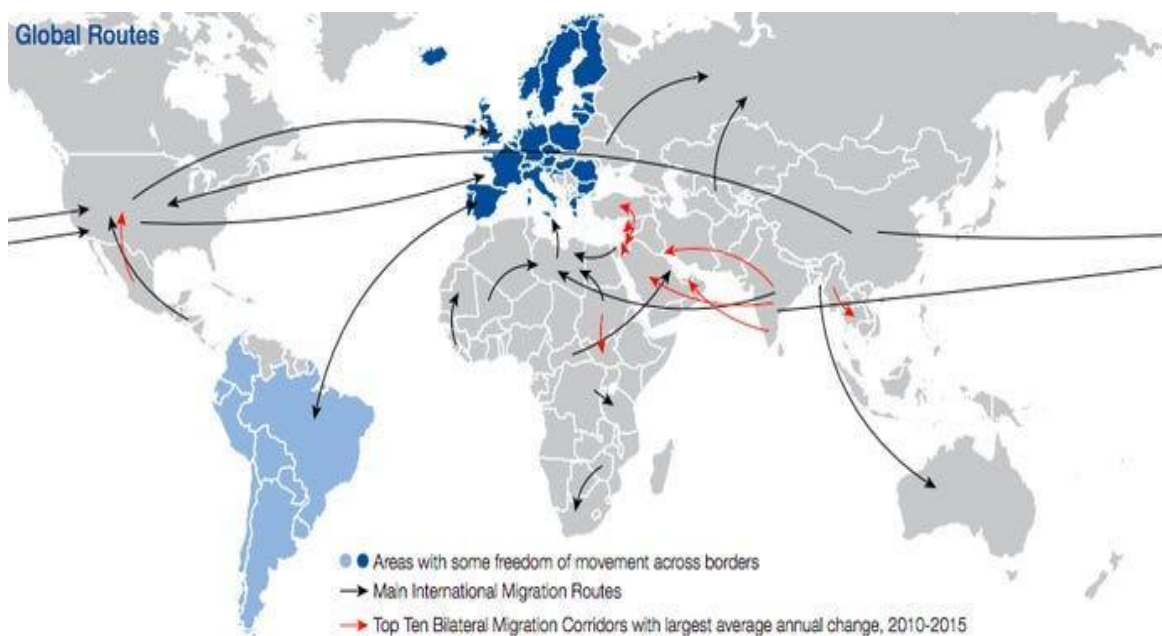 Global Routes
Areas with some freedom of movement across borders
Main International Migration Routes
Top Ten Bilateral Migration Corridors with largest average annual change, 2010-2015